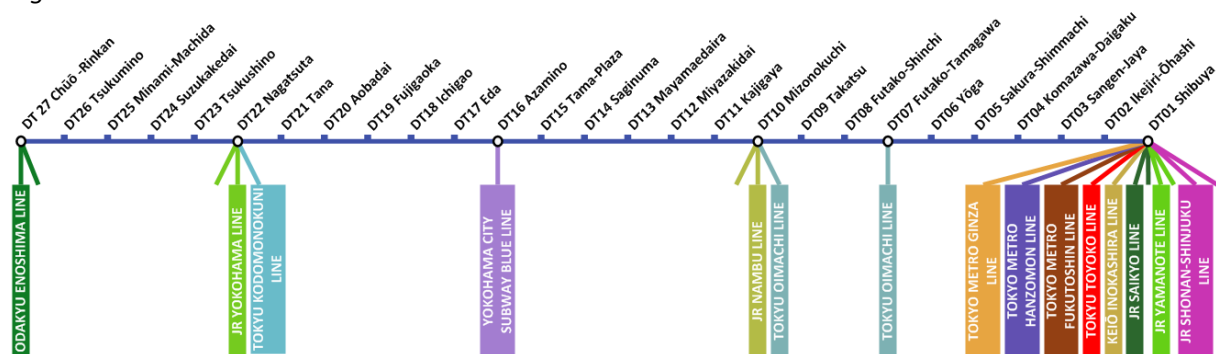 DT 27 Chūō -Rinkan
DT26 Tsukumino
DT25 Minami-Machida
DT24 Suzukakedai
DT23 Tsukushino
DT22 Nagatsuta
DT21 Tana
DT20 Aobadai
DT19 Fujigaoka
DT18 Ichigao
DT17 Eda
DT16 Azamino
DT15 Tama-Plaza
DT14 Saginuma
DT13 Mayamaedaira
DT12 Miyazakidai
DT11 Kajigaya
DT10 Mizonokuchi
DT09 Takatsu
DT08 Futako-Shinchi
DT07 Futako-Tamagawa
DT06 Yōga
DT05 Sakura-Shimmachi
DT04 Komazawa-Daigaku
DT03 Sangen-Jaya
DT02 Ikejiri-Ōhashi
DT01 Shibuya
ODAKYU ENOSHIMA LINE
JR YOKOHAMA LINE
TOKYU KODOMONOKUNI
LINE
YOKOHAMA CITY
SUBWAY BLUE LINE
JR NAMBU LINE
TOKYU OIMACHI LINE
TOKYU OIMACHI LINE
TOKYO METRO GINZA
LINE
TOKYO METRO
HANZOMON LINE
TOKYO METRO
FUKUTOSHIN LINE
TOKYU TOYOKO LINE
KEIŌ INOKASHIRA LINE
JR SAIKYO LINE
JR YAMANOTE LINE
JR SHONAN-SHINJUKU
LINE